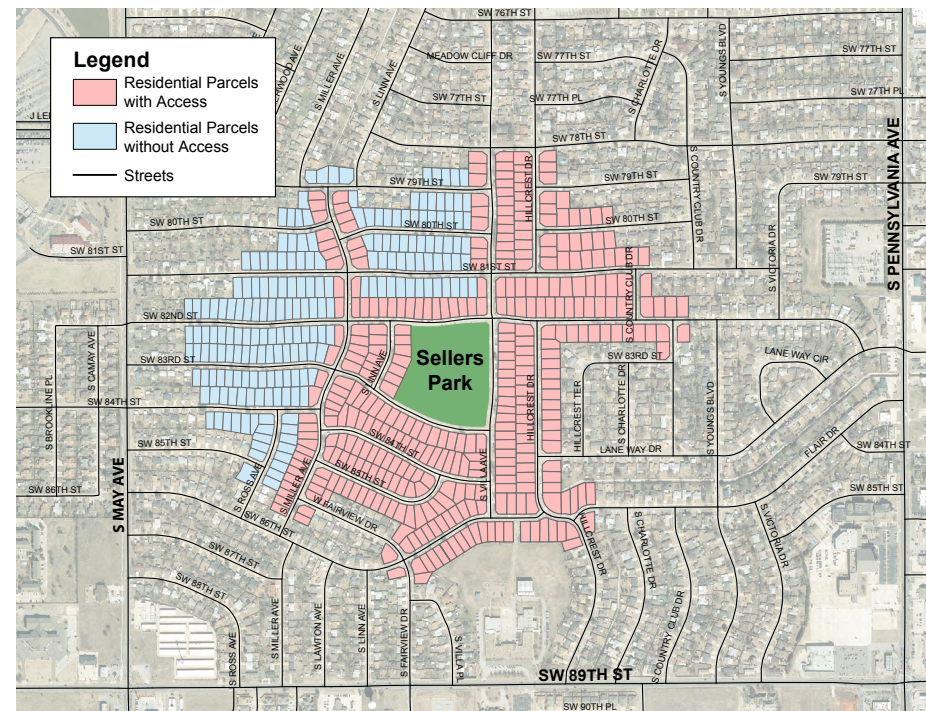 SW 76TH ST
MEADOW CLIFF DR
SW 77TH ST
S CHARLOTTE DR
S YOUNGS BLVD
SW 77TH ST
S MILLER AVE
S LINN AVE
SW 77TH ST
SW 77TH PL
SW 77TH PL
Legend
Residential Parcels
with Access
Residential Parcels
without Access
Streets
SW 78TH ST
S PENNSYLVANIA AVE
SW 79TH ST
HILLCREST DR
SW 79TH ST
S COUNTRY CLUB DR
SW 79TH ST
SW 80TH ST
SW 80TH ST
SW 80TH ST
SW 81ST ST
SW 81ST ST
S COUNTRY CLUB DR
S VICTORIA DR
SW 82ND ST
S CAMAY AVE
S BROOKLINE PL
SW 83RD ST
S LINN AVE
Sellers
Park
SW 83RD ST
LANE WAY CIR
HILLCREST DR
HILLCREST TER
S CHARLOTTE DR
S YOUNGS BLVD
SW 84TH ST
SW 84TH ST
FLAIR DR
SW 84TH ST
SW 85TH ST
LANE WAY DR
SW 86TH ST
S MAY AVE
S ROSS AVE
S MILLER AVE
SW 85TH ST
S VILLA AVE
SW 85TH ST
W FAIRVIEW DR
SW 86TH ST
S VICTORIA DR
SW 87TH ST
HILLCREST DR
S CHARLOTTE DR
S COUNTRY CLUB DR
SW 88TH ST
S ROSS AVE
S MILLER AVE
S LAWTON AVE
S LINN AVE
S FAIRVIEW DR
S VILLA PL
SW 89TH ST
SW 90TH PL